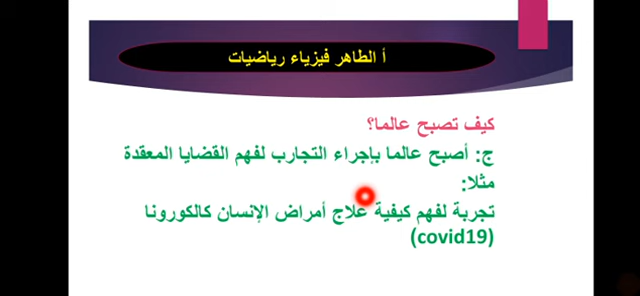 أ الطاهر فيزياء رياضيات
كيف تصبح عالما؟
ج: أصبح عالما بإجراء التجارب لفهم القضايا المعقدة
مثلا:
تجربة لفهم كيفية علاج أمراض الإنسان كالكورونا
(covid19)